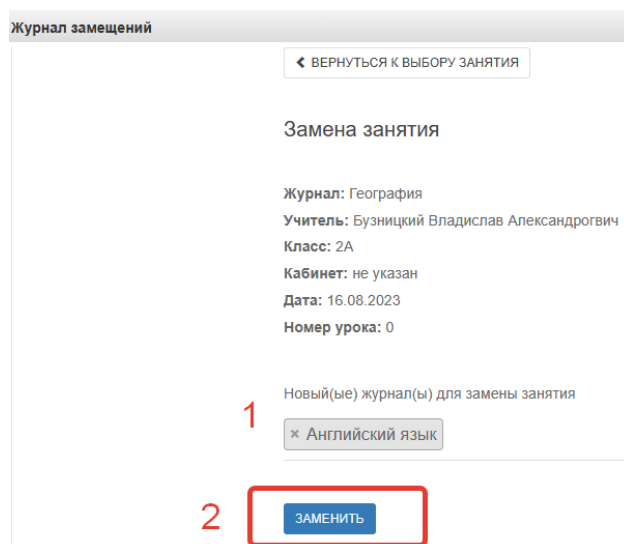 Журнал замещений
ВЕРНУТЬСЯ К ВЫБОРУ ЗАНЯТИЯ
Замена занятия
Журнал: География
Учитель: Бузницкий Владислав Александрогвич
Класс: 2А
Кабинет: не указан
Дата: 16.08.2023
Номер урока: 0
Новый(ые) журнал(ы) для замены занятия
1
× Английский язык
2
ЗАМЕНИТЬ